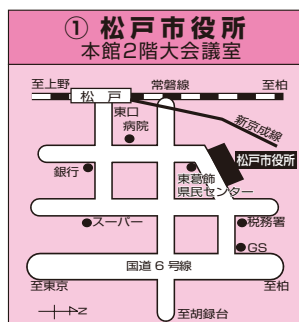 ① 松戸市役所
本館2階大会議室
至上野
松戸
常磐線
至柏
東口
病院
新京成線
銀行
東葛飾
県民センター
松戸市役所
スーパー
税務署
GS
国道6号線
至東京
至柏
至胡録台
N